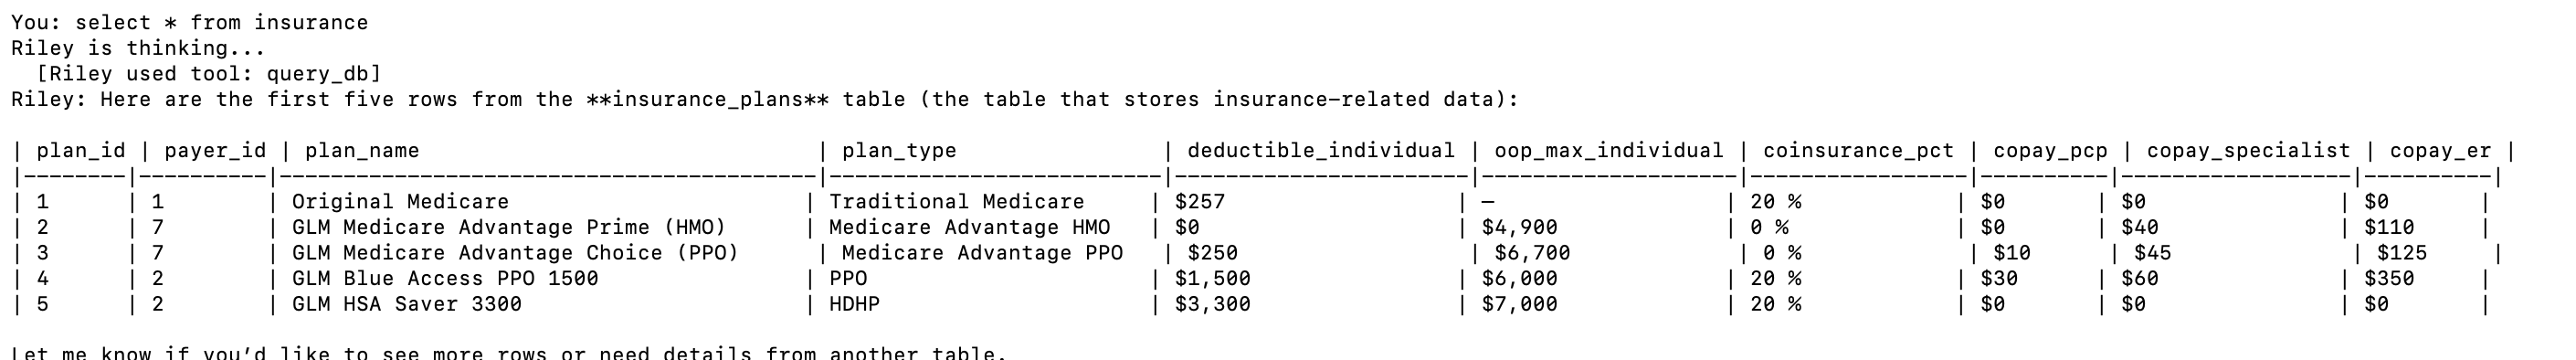 You: select * from insurance
Riley is thinking...
  [Riley used tool: query_db]
Riley: Here are the first five rows from the **insurance_plans** table (the table that stores insurance-related data):

| plan_id | payer_id | plan_name                               | plan_type                | deductible_individual | oop_max_individual | coinsurance_pct | copay_pcp | copay_specialist | copay_er |
|--------|----------|------------------------------------------|--------------------------|-----------------------|--------------------|-----------------|----------|------------------|----------|
| 1      | 1        | Original Medicare                       | Traditional Medicare     | $257                  | —                  | 20 %            | $0       | $0                | $0       |
| 2      | 7        | GLM Medicare Advantage Prime (HMO)      | Medicare Advantage HMO   | $0                    | $4,900             | 0 %             | $0       | $40               | $110     |
| 3      | 7        | GLM Medicare Advantage Choice (PPO)      | Medicare Advantage PPO   | $250                  | $6,700             | 0 %             | $10      | $45                | $125     |
| 4      | 2        | GLM Blue Access PPO 1500                | PPO                      | $1,500                | $6,000             | 20 %            | $30      | $60               | $350     |
| 5      | 2        | GLM HSA Saver 3300                      | HDHP                     | $3,300                | $7,000             | 20 %            | $0       | $0                | $0       |

Let me know if you’d like to see more rows or need details from another table.